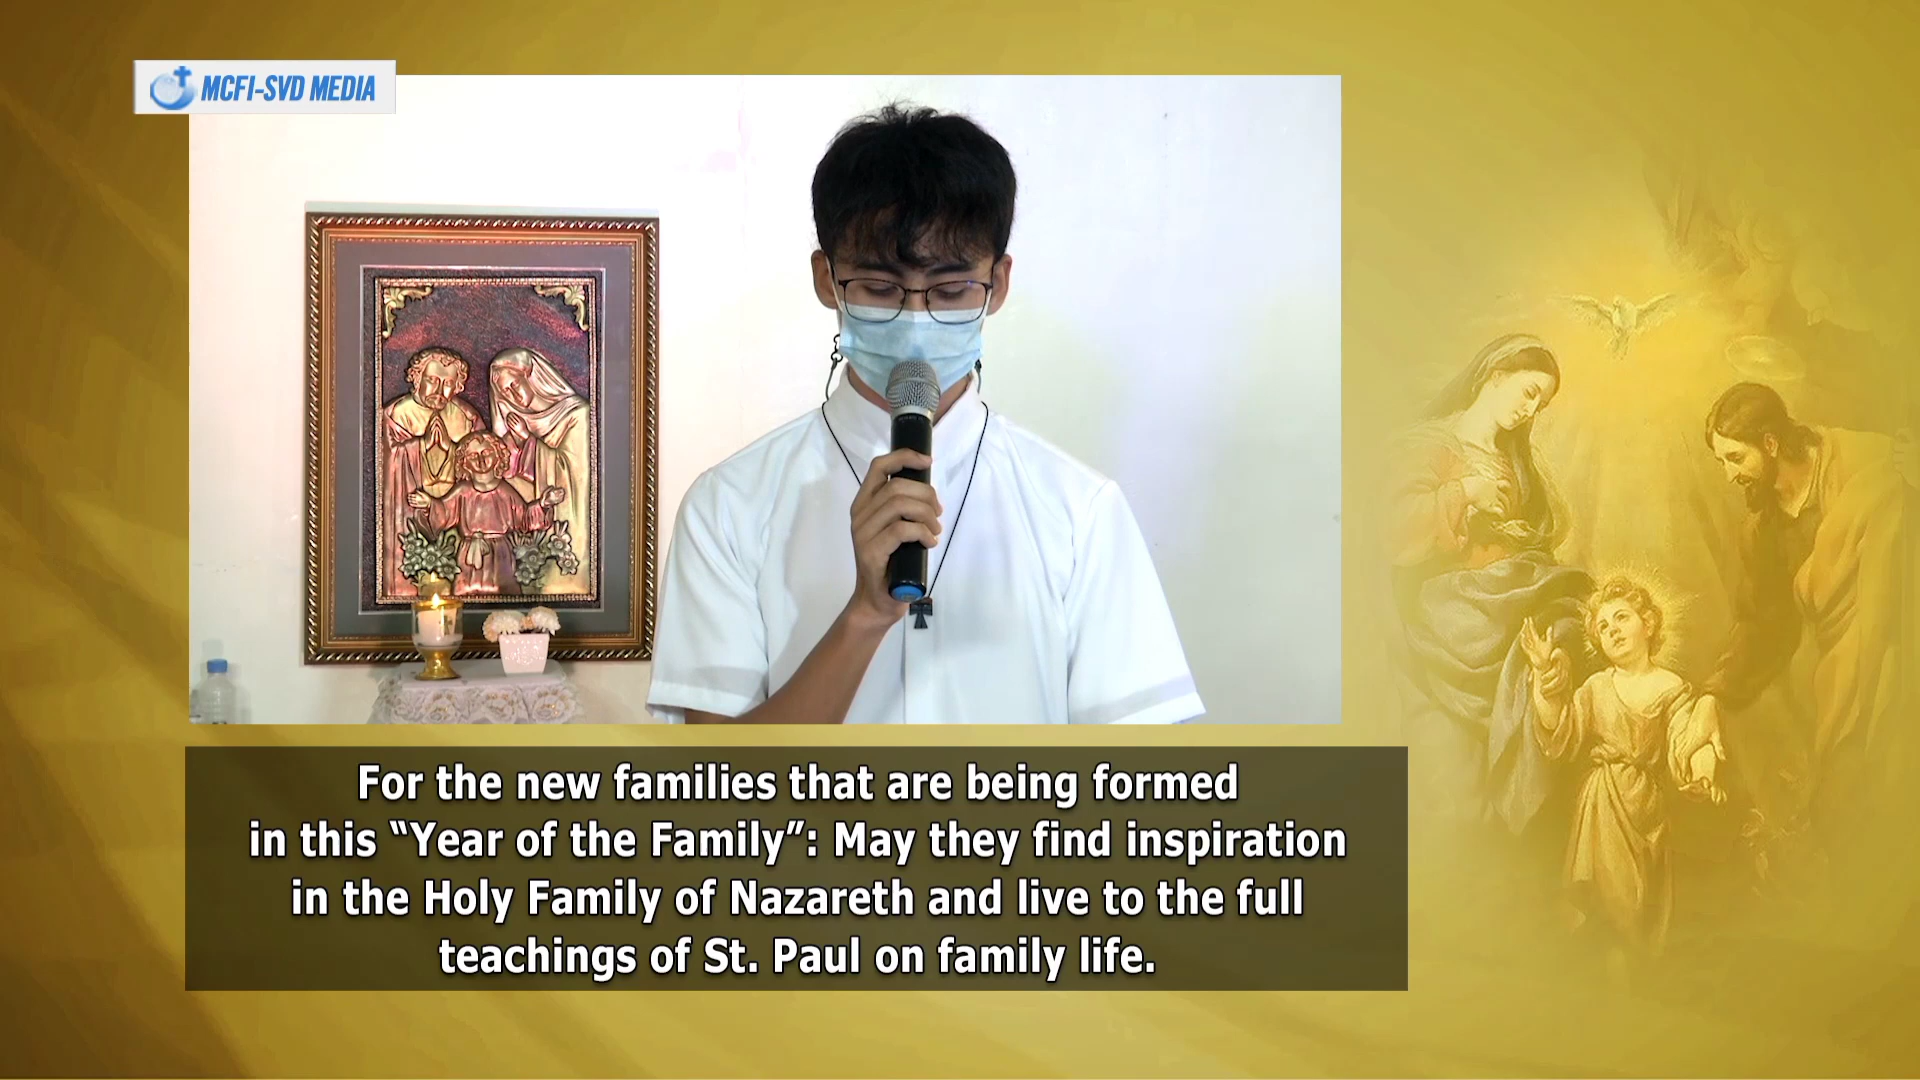 MCFI-SVD MEDIA
For the new families that are being formed
in this “Year of the Family”: May they find inspiration
in the Holy Family of Nazareth and live to the full
teachings of St. Paul on family life.